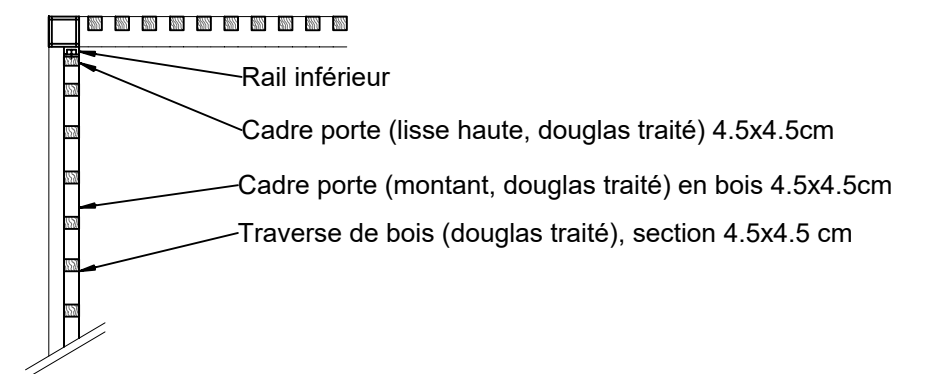 Rail inférieur
Cadre porte (lisse haute, douglas traité) 4.5x4.5cm
Cadre porte (montant, douglas traité) en bois 4.5x4.5cm
Traverse de bois (douglas traité), section 4.5x4.5 cm